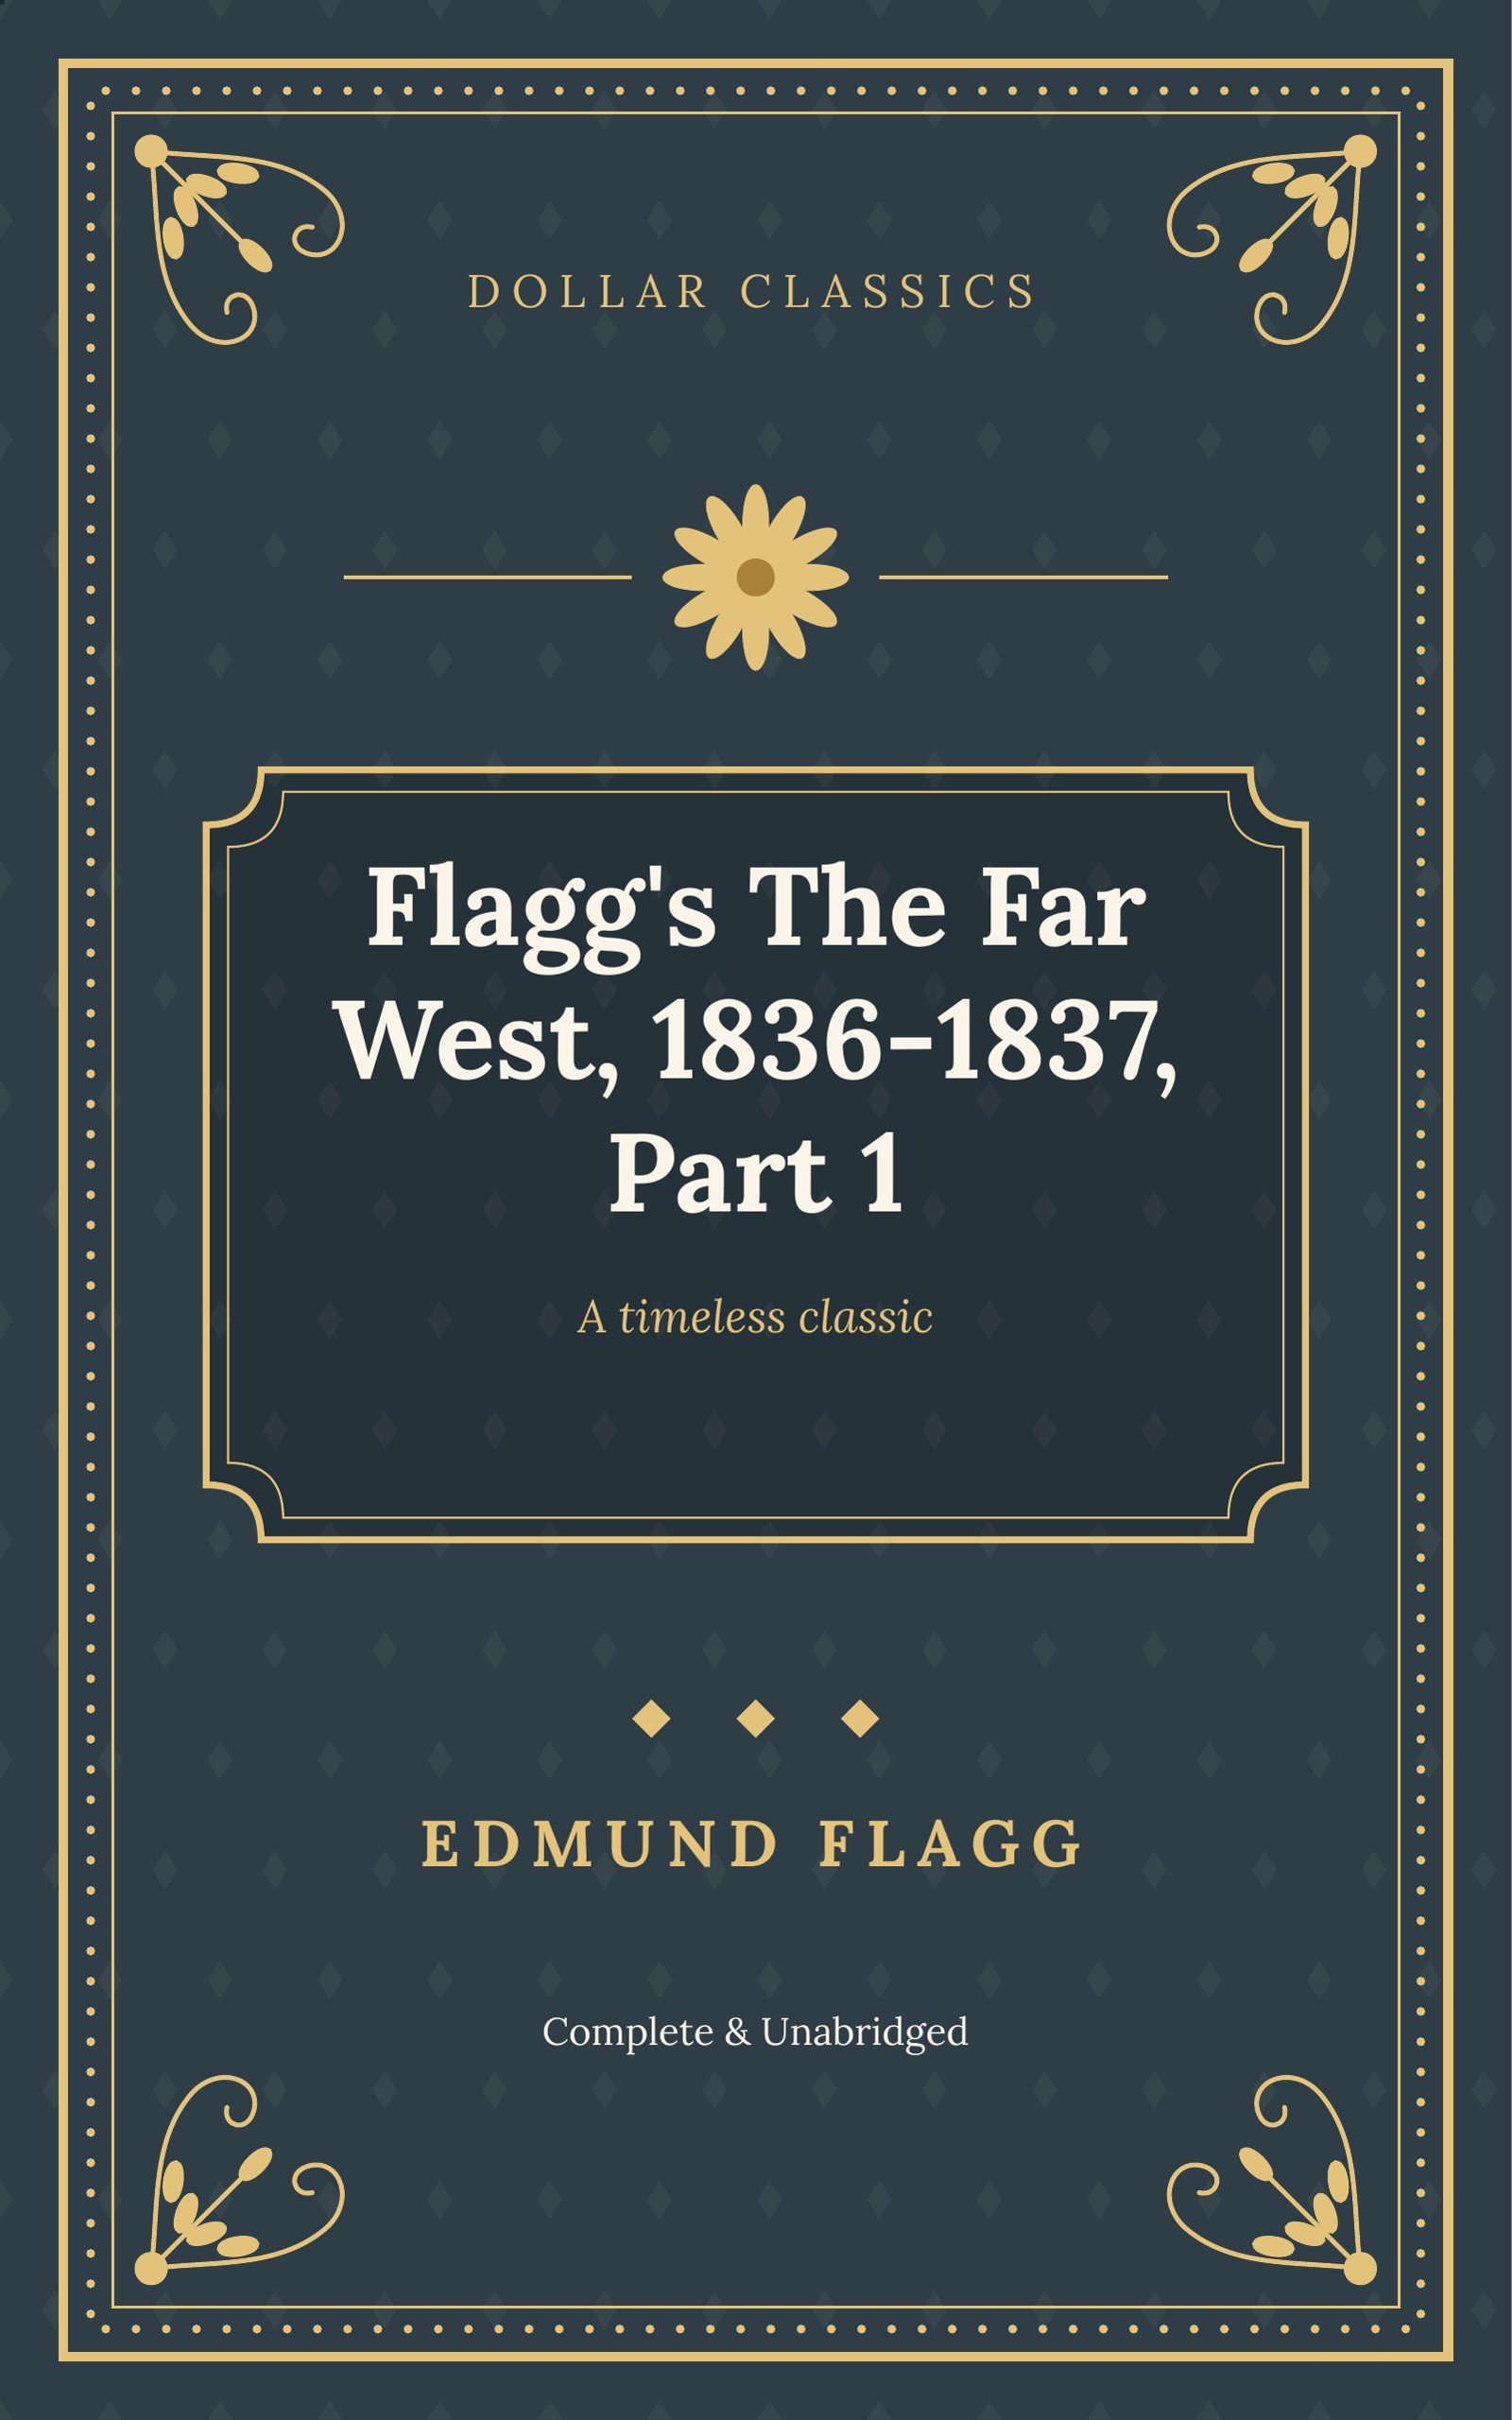 DOLLAR CLASSICS
Flagg's The Far
West, 1836-1837,
Part 1
A timeless classic
EDMUND FLAGG
Complete & Unabridged